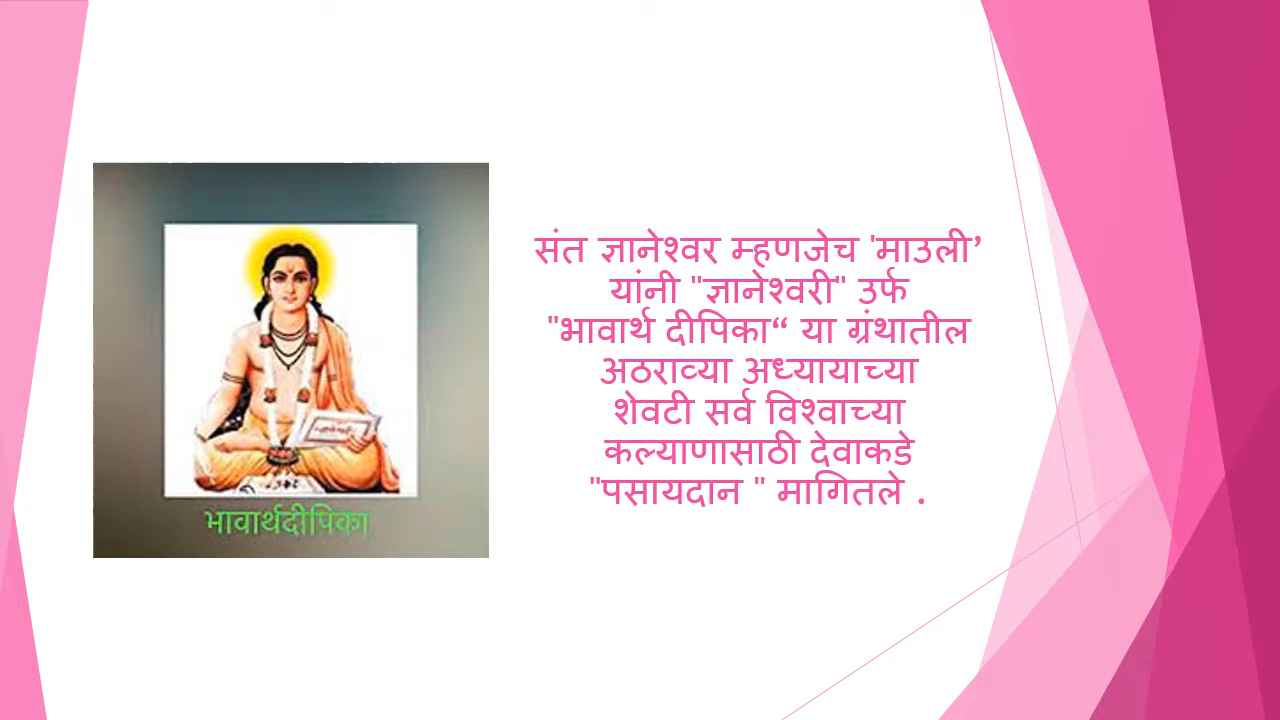 संत ज्ञानेश्वर म्हणजेच 'माउली’
यांनी "ज्ञानेश्वरी" उर्फ
"भावार्थ दीपिका“ या ग्रंथातील
अठराव्या अध्यायाच्या
शेवटी सर्व विश्वाच्या
कल्याणासाठी देवाकडे
"पसायदान " मागितले .
भावार्थदीपिका